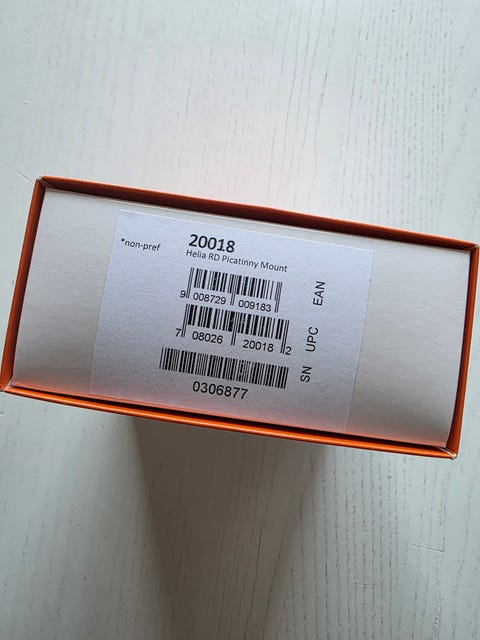 *non-pref
20018
Helia RD Picatinny Mount
9 008729 009183
EAN
7 08026 20018 2
UPC
SN
0306877